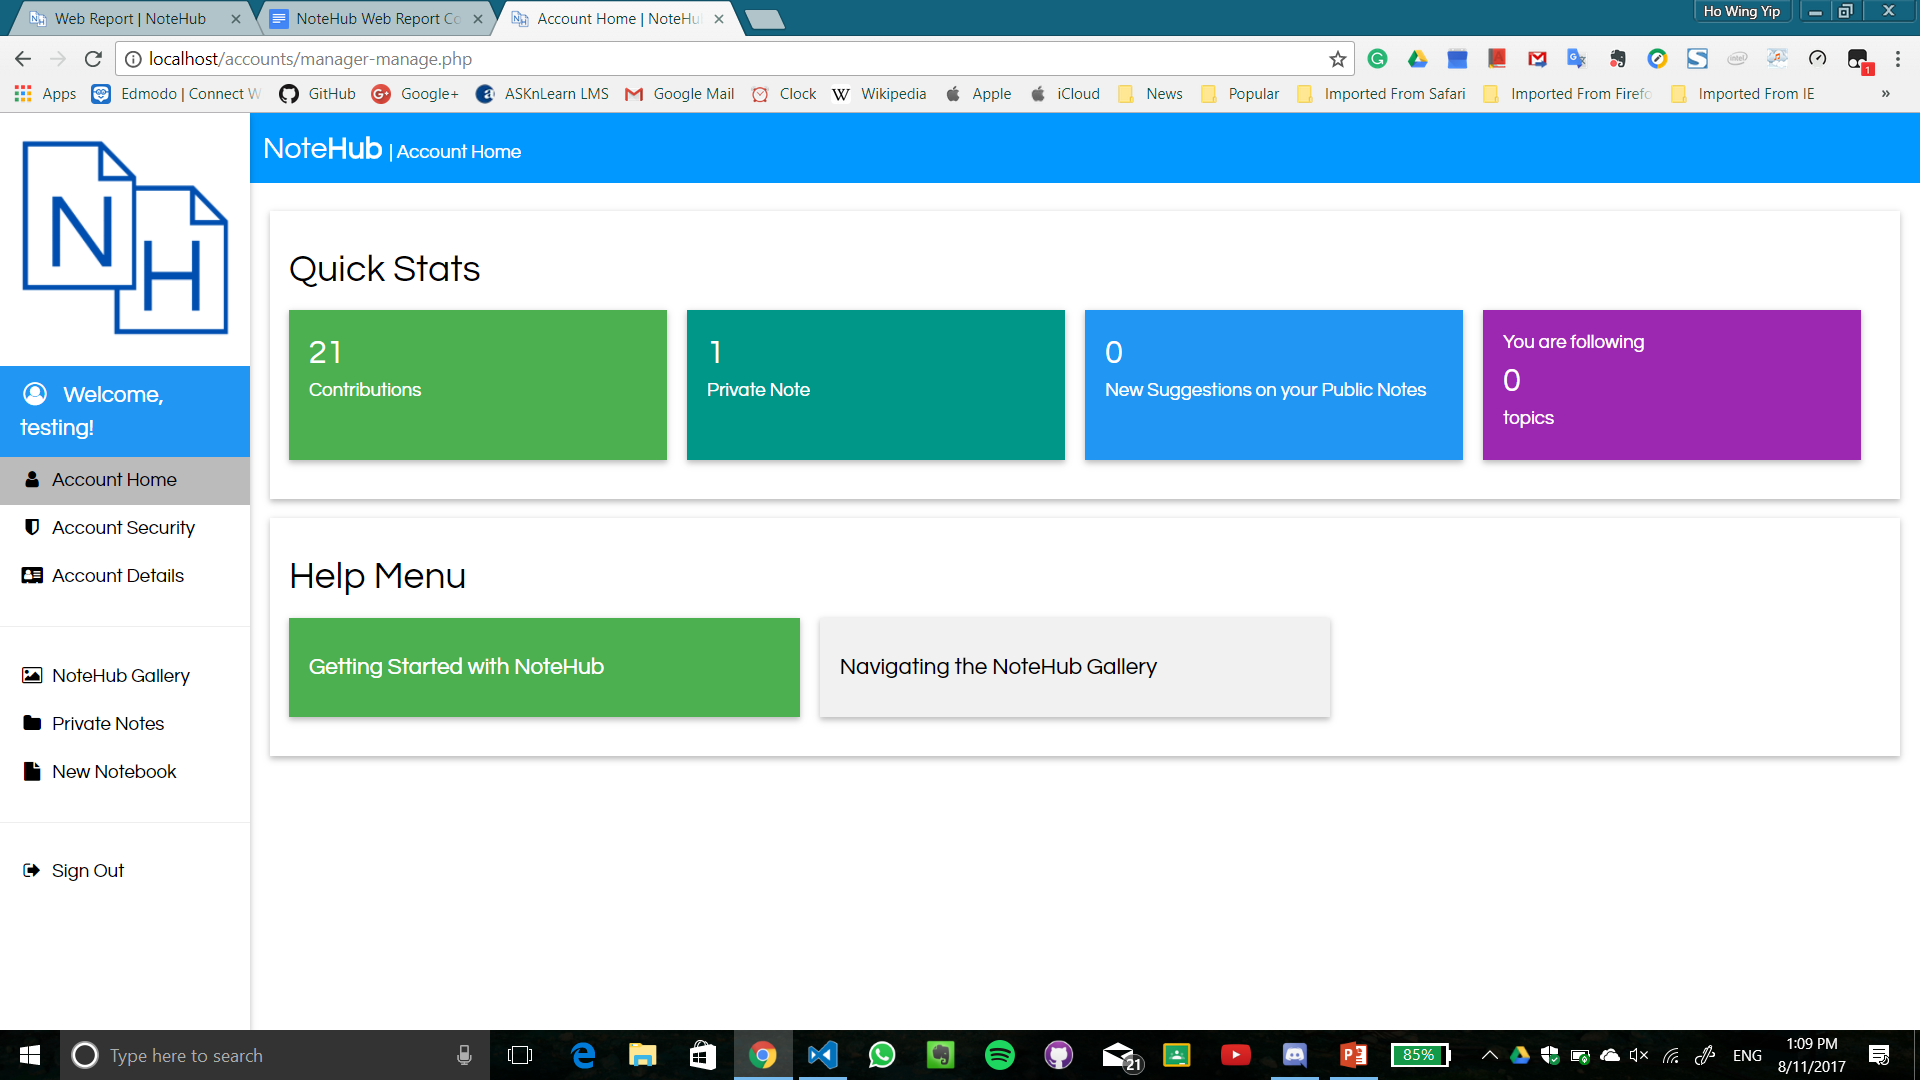 Web Report | NoteHub
NoteHub Web Report Co
Account Home | NoteHu
Ho Wing Yip
localhost/accounts/manager-manage.php
1
Apps
Edmodo | Connect W
GitHub
Google+
ASKnLearn LMS
Google Mail
Clock
Wikipedia
Apple
iCloud
News
Popular
Imported From Safari
Imported From Firefo
Imported From IE
»
NH
NoteHub | Account Home
Welcome,
testing!
Account Home
Account Security
Account Details
NoteHub Gallery
Private Notes
New Notebook
Sign Out
Quick Stats
21
Contributions
1
Private Note
0
New Suggestions on your Public Notes
You are following
0
topics
Help Menu
Getting Started with NoteHub
Navigating the NoteHub Gallery
Type here to search
21
85%
ENG
1:09 PM
8/11/2017